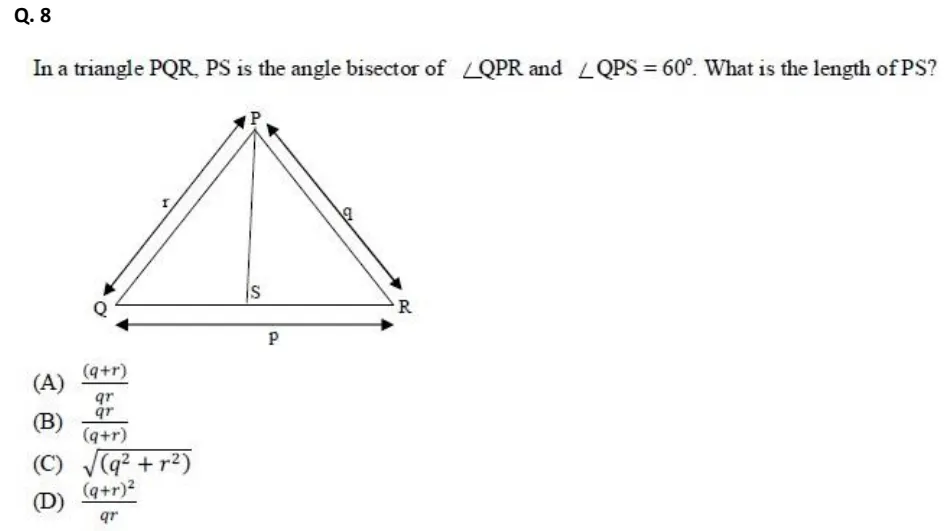 Q. 8
In a triangle PQR, PS is the angle bisector of ∠QPR and ∠QPS = 60°. What is the length of PS?
P
r
q
S
Q
R
p
(A) (q+r)/qr
(B) qr/(q+r)
(C) √(q² + r²)
(D) (q+r)²/qr